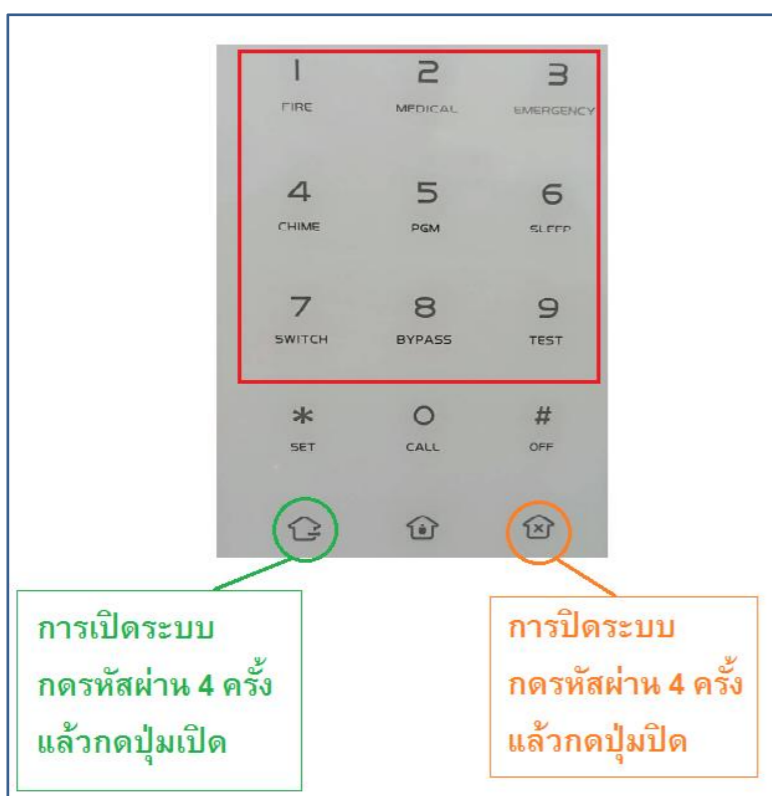 1 2 3
FIRE MEDICAL EMERGENCY
4 5 6
CHIME PGM SLEEP
7 8 9
SWITCH BYPASS TEST
* 0 #
SET CALL OFF
การเปิดระบบ
กดรหัสผ่าน 4 ครั้ง
แล้วกดปุ่มเปิด
การปิดระบบ
กดรหัสผ่าน 4 ครั้ง
แล้วกดปุ่มปิด